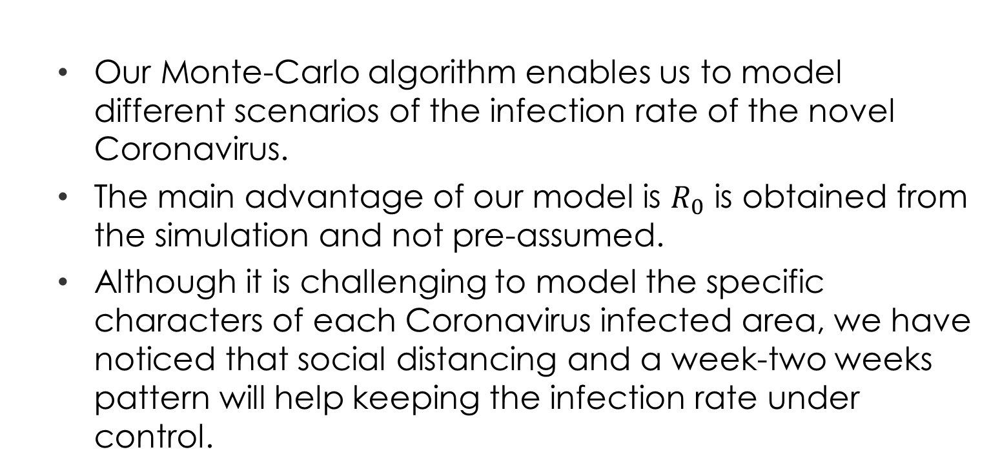 • Our Monte-Carlo algorithm enables us to model
different scenarios of the infection rate of the novel
Coronavirus.
• The main advantage of our model is R₀ is obtained from
the simulation and not pre-assumed.
• Although it is challenging to model the specific
characters of each Coronavirus infected area, we have
noticed that social distancing and a week-two weeks
pattern will help keeping the infection rate under
control.